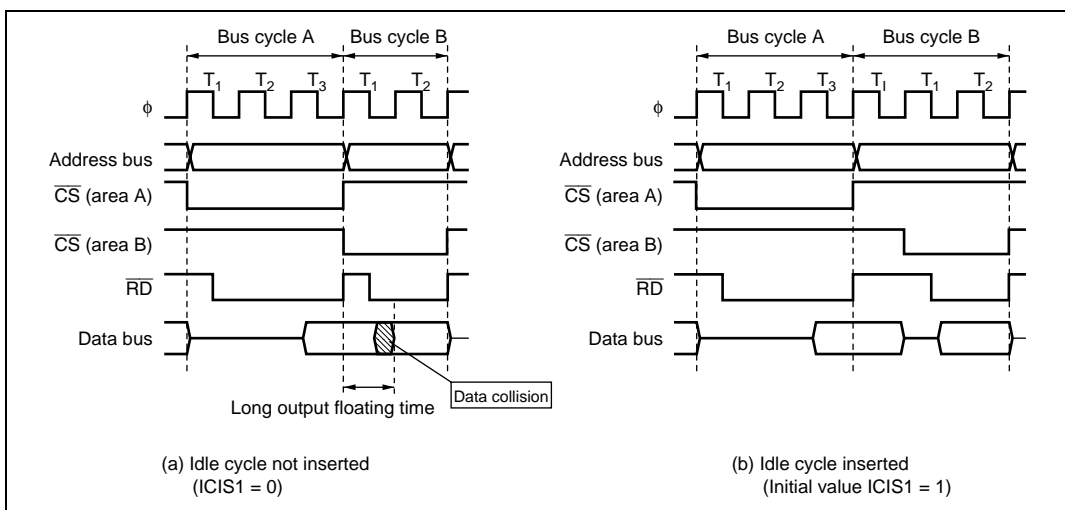 Bus cycle A
Bus cycle B
T1 T2 T3 T1 T2
ϕ
Address bus
CS (area A)
CS (area B)
RD
Data bus
Data collision
Long output floating time
(a) Idle cycle not inserted
(ICIS1 = 0)
Bus cycle A
Bus cycle B
T1 T2 T3 TI T1 T2
ϕ
Address bus
CS (area A)
CS (area B)
RD
Data bus
(b) Idle cycle inserted
(Initial value ICIS1 = 1)